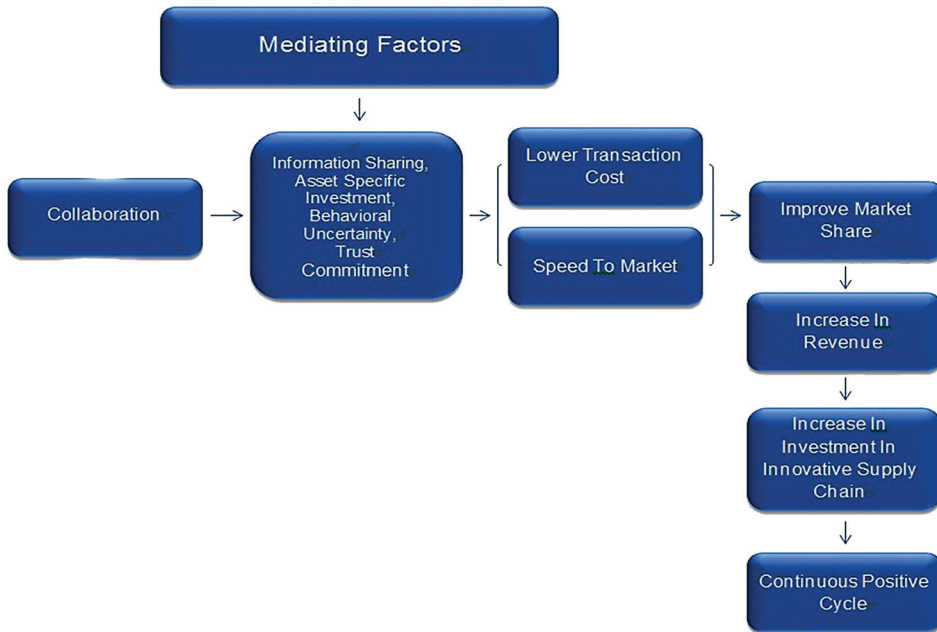 Mediating Factors
Collaboration
Information Sharing,
Asset Specific
Investment,
Behavioral
Uncertainty,
Trust
Commitment
Lower Transaction
Cost
Speed To Market
Improve Market
Share
Increase In
Revenue
Increase In
Investment In
Innovative Supply
Chain
Continuous Positive
Cycle